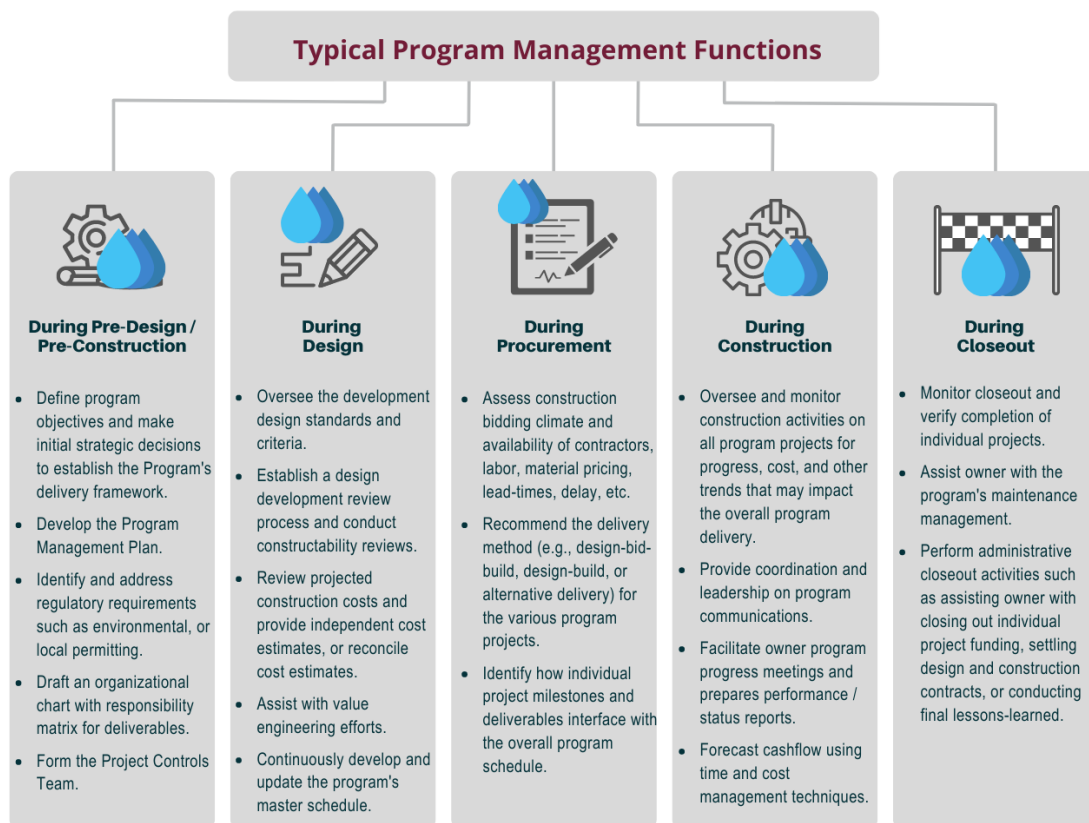 Typical Program Management Functions
During Pre-Design /
Pre-Construction
• Define program
objectives and make
initial strategic decisions
to establish the Program's
delivery framework.
• Develop the Program
Management Plan.
• Identify and address
regulatory requirements
such as environmental, or
local permitting.
• Draft an organizational
chart with responsibility
matrix for deliverables.
• Form the Project Controls
Team.
During
Design
• Oversee the development
design standards and
criteria.
• Establish a design
development review
process and conduct
constructability reviews.
• Review projected
construction costs and
provide independent cost
estimates, or reconcile
cost estimates.
• Assist with value
engineering efforts.
• Continuously develop and
update the program's
master schedule.
During
Procurement
• Assess construction
bidding climate and
availability of contractors,
labor, material pricing,
lead-times, delay, etc.
• Recommend the delivery
method (e.g., design-bid-
build, design-build, or
alternative delivery) for
the various program
projects.
• Identify how individual
project milestones and
deliverables interface with
the overall program
schedule.
During
Construction
• Oversee and monitor
construction activities on
all program projects for
progress, cost, and other
trends that may impact
the overall program
delivery.
• Provide coordination and
leadership on program
communications.
• Facilitate owner program
progress meetings and
prepares performance /
status reports.
• Forecast cashflow using
time and cost
management techniques.
During
Closeout
• Monitor closeout and
verify completion of
individual projects.
• Assist owner with the
program's maintenance
management.
• Perform administrative
closeout activities such
as assisting owner with
closing out individual
project funding, settling
design and construction
contracts, or conducting
final lessons-learned.